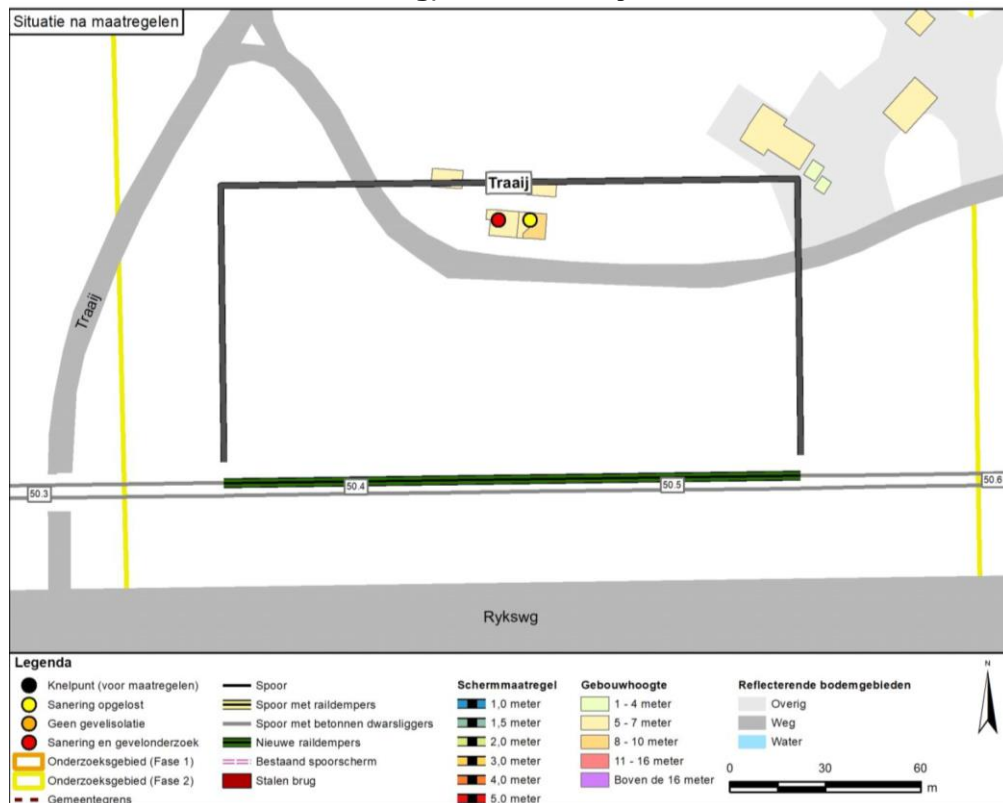 Situatie na maatregelen
Traaij
Traaij
50.3
50.4
50.5
50.6
Rykswg
Legenda
Knelpunt (voor maatregelen)
Sanering opgelost
Geen gevelisolatie
Sanering en gevelonderzoek
Onderzoeksgebied (Fase 1)
Onderzoeksgebied (Fase 2)
Gemeentegrens
Spoor
Spoor met raildempers
Spoor met betonnen dwarsliggers
Nieuwe raildempers
Bestaand spoorscherm
Stalen brug
Schermmaatregel
1,0 meter
1,5 meter
2,0 meter
3,0 meter
4,0 meter
5,0 meter
Gebouwhoogte
1 - 4 meter
5 - 7 meter
8 - 10 meter
11 - 16 meter
Boven de 16 meter
Reflecterende bodemgebieden
Overig
Weg
Water
N
0 30 60
m